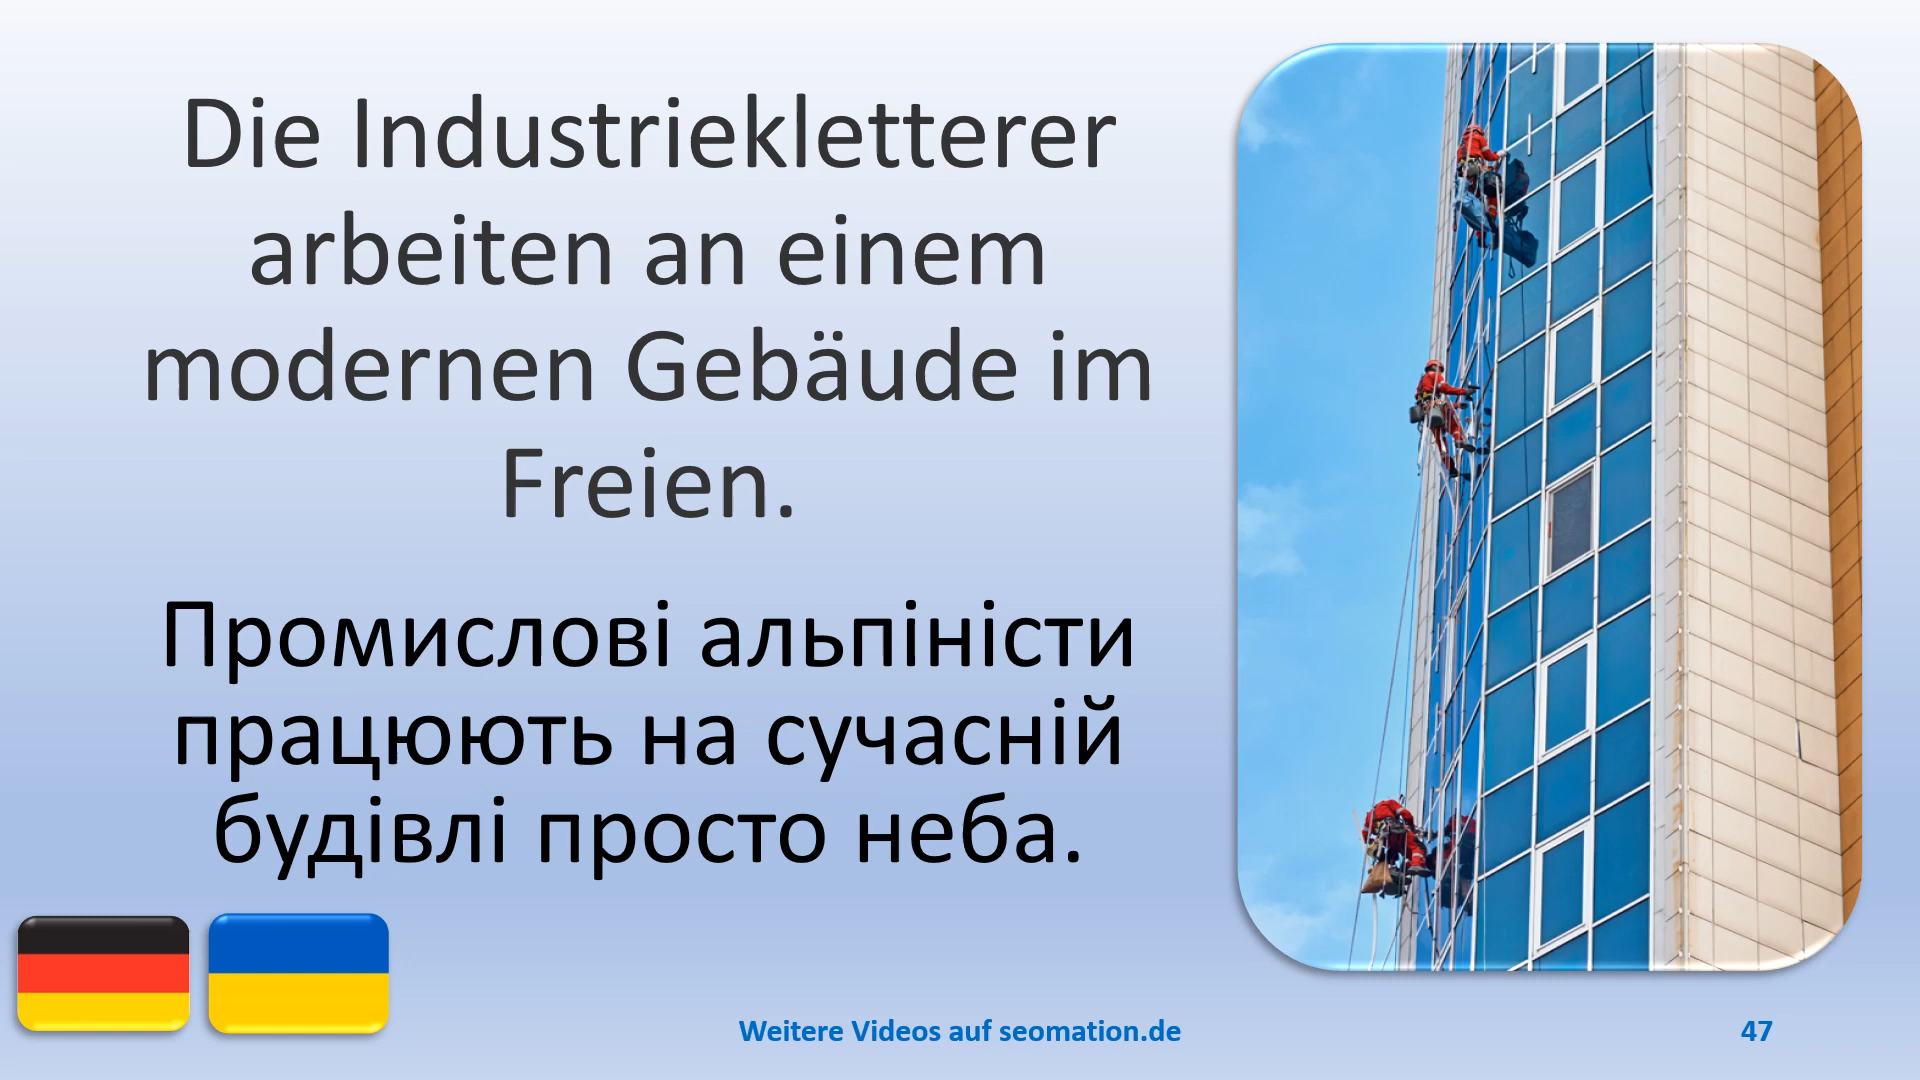 Die Industriekletterer
arbeiten an einem
modernen Gebäude im
Freien.
Промислові альпіністи
працюють на сучасній
будівлі просто неба.
Weitere Videos auf seomation.de
47